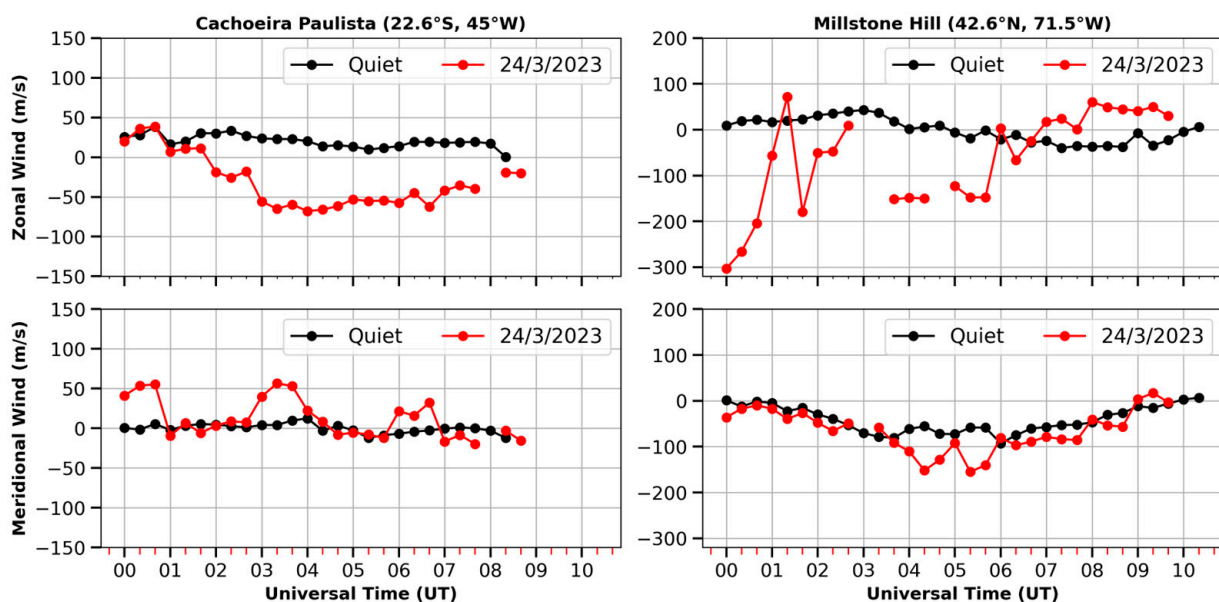 Cachoeira Paulista (22.6°S, 45°W)
Millstone Hill (42.6°N, 71.5°W)
Zonal Wind (m/s)
150
100
50
0
−50
−100
−150
Quiet 24/3/2023
200
100
0
−100
−200
−300
Quiet 24/3/2023
Meridional Wind (m/s)
150
100
50
0
−50
−100
−150
Quiet 24/3/2023
00 01 02 03 04 05 06 07 08 09 10
Universal Time (UT)
200
100
0
−100
−200
−300
Quiet 24/3/2023
00 01 02 03 04 05 06 07 08 09 10
Universal Time (UT)